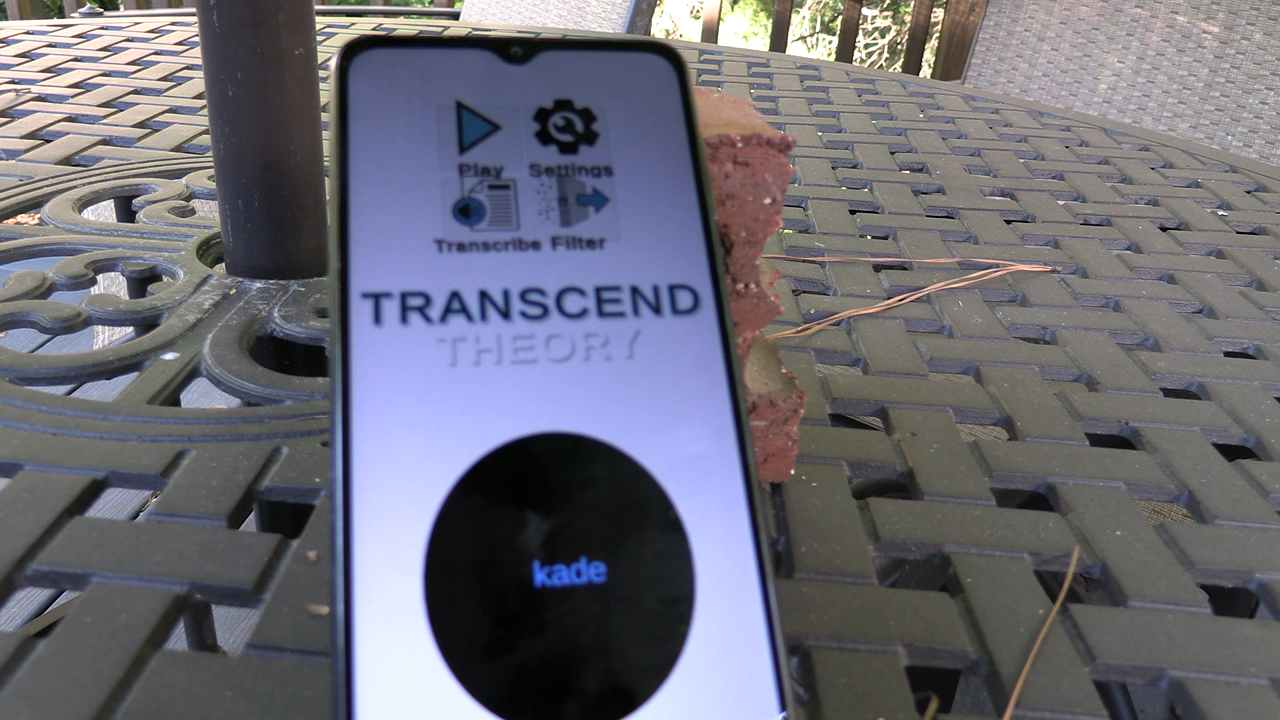 Play Settings
Transcribe Filter
TRANSCEND
THEORY
kade